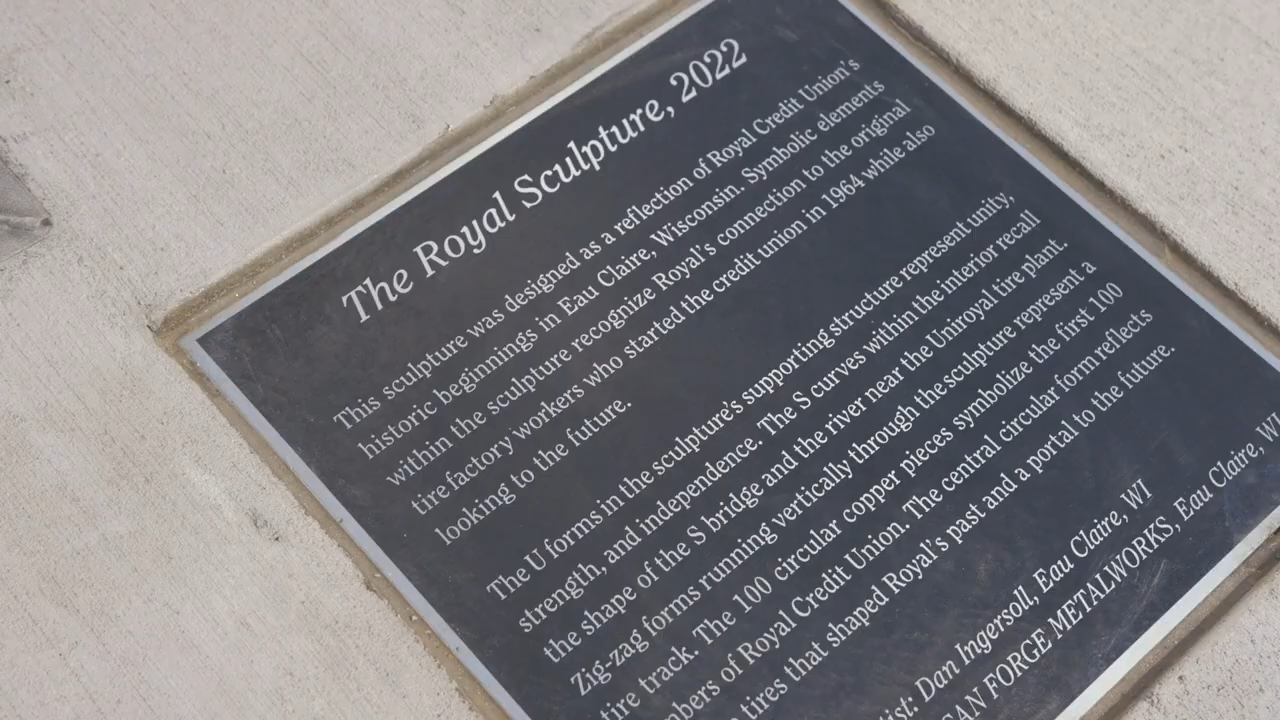 The Royal Sculpture, 2022
This sculpture was designed as a reflection of Royal Credit Union's
historic beginnings in Eau Claire, Wisconsin. Symbolic elements
within the sculpture recognize Royal's connection to the original
tire factory workers who started the credit union in 1964 while also
looking to the future.
The U forms in the sculpture's supporting structure represent unity,
strength, and independence. The S curves within the interior recall
the shape of the S bridge and the river near the Uniroyal tire plant.
Zig-zag forms running vertically through the sculpture represent a
tire track. The 100 circular copper pieces symbolize the first 100
of Royal Credit Union. The central circular form reflects
tires that shaped Royal's past and a portal to the future.
Dan Ingersoll, Eau Claire, WI
FORGE METALWORKS, Eau Claire, WI